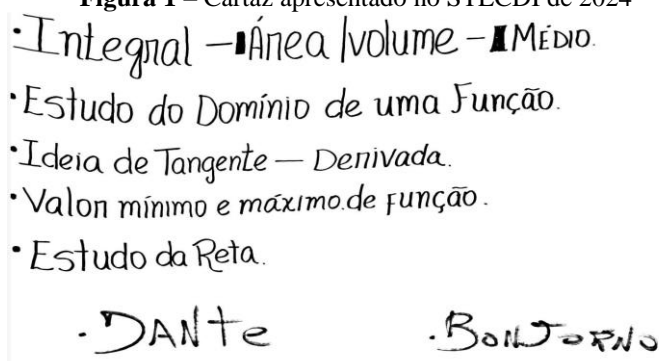 Figura 1 – Cartaz apresentado no STECDI de 2024
• Integral – Área / volume – MÉDIO.
• Estudo do Domínio de uma Função.
• Ideia de Tangente — Derivada.
• Valor mínimo e máximo de função.
• Estudo da Reta.
• DANTE • BONJORNO